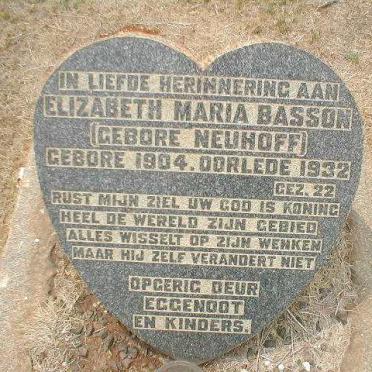 IN LIEFDE HERINNERING AAN
ELIZABETH MARIA BASSON
(GEBORE NEUHOFF)
GEBORE 1904. OORLEDE 1932
GEZ. 22
RUST MIJN ZIEL UW GOD IS KONING
HEEL DE WERELD ZIJN GEBIED
ALLES WISSELT OP ZIJN WENKEN
MAAR HIJ ZELF VERANDERT NIET
OPGERIG DEUR
EGGENOOT
EN KINDERS.